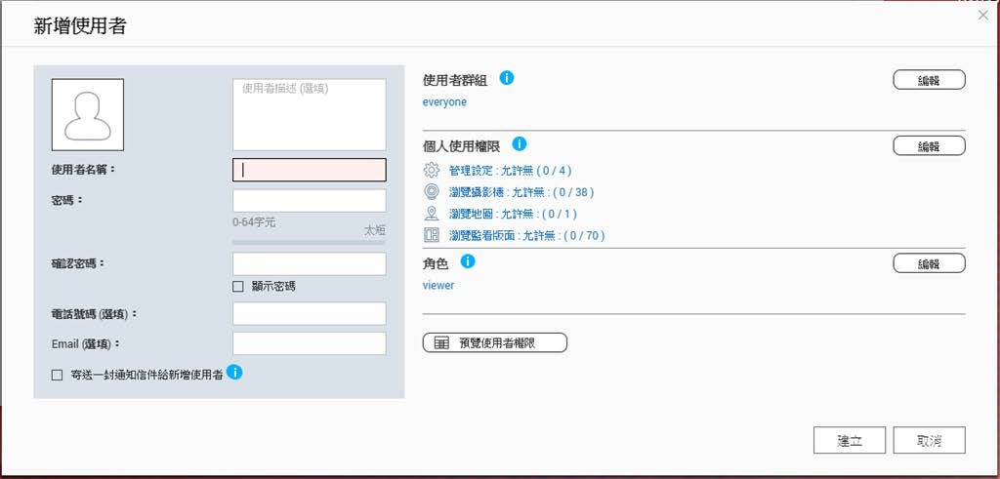 新增使用者
使用者描述 (選填)
使用者名稱：
密碼：
0-64字元
太短
確認密碼：
顯示密碼
電話號碼 (選填)：
Email (選填)：
寄送一封通知信件給新增使用者
使用者群組
編輯
everyone
個人使用權限
編輯
管理設定 : 允許無 ( 0 / 4 )
瀏覽攝影機 : 允許無 : ( 0 / 38 )
瀏覽地圖 : 允許無 : ( 0 / 1 )
瀏覽監看版面 : 允許無 : ( 0 / 70 )
角色
編輯
viewer
預覽使用者權限
建立
取消